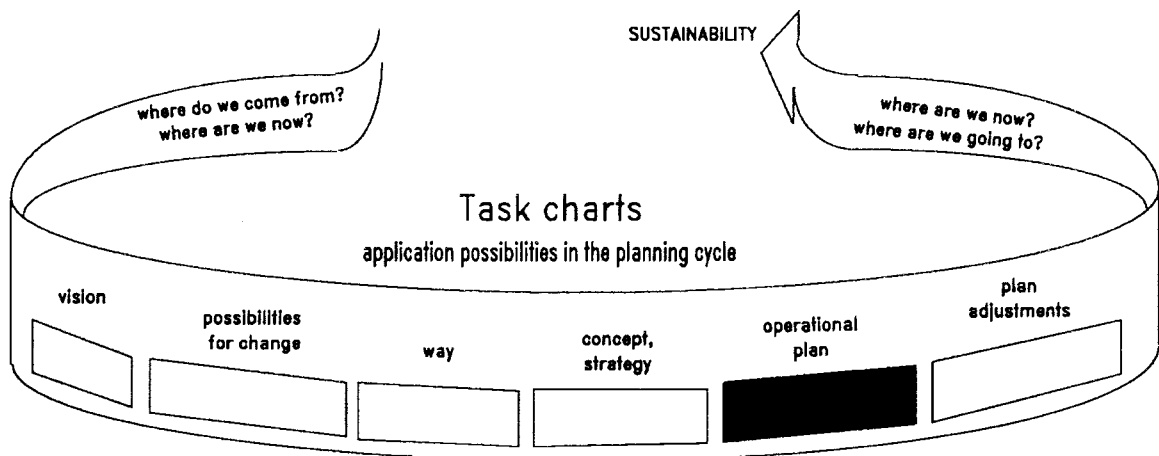 SUSTAINABILITY
where do we come from?
where are we now?
where are we now?
where are we going to?
Task charts
application possibilities in the planning cycle
vision
possibilities
for change
way
concept,
strategy
operational
plan
plan
adjustments